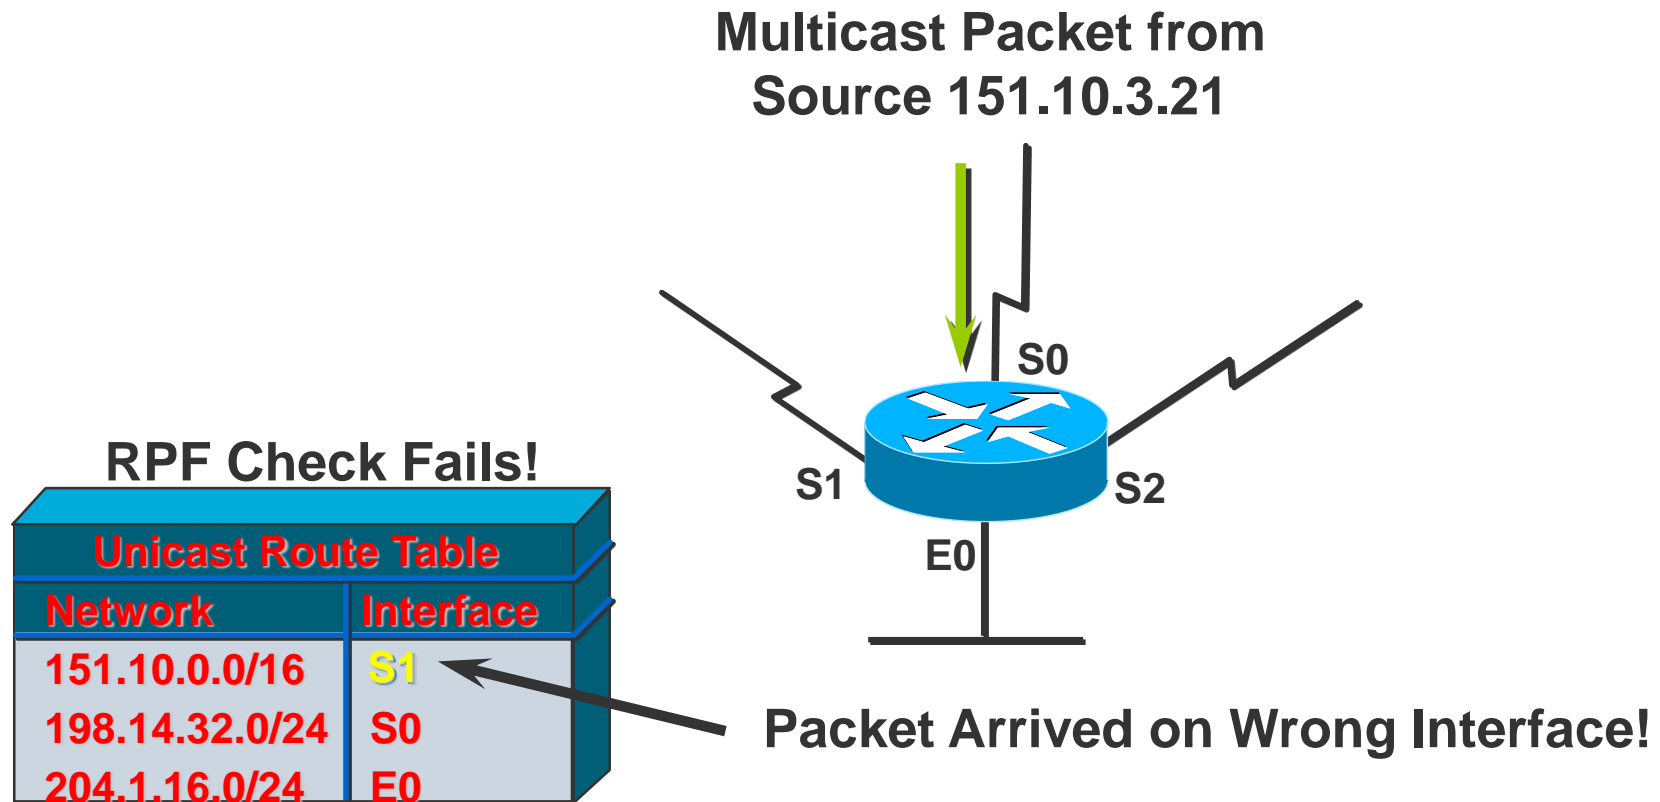 Multicast Packet from
Source 151.10.3.21
S0
S1
S2
E0
RPF Check Fails!
Unicast Route Table
Network Interface
151.10.0.0/16 S1
198.14.32.0/24 S0
204.1.16.0/24 E0
Packet Arrived on Wrong Interface!